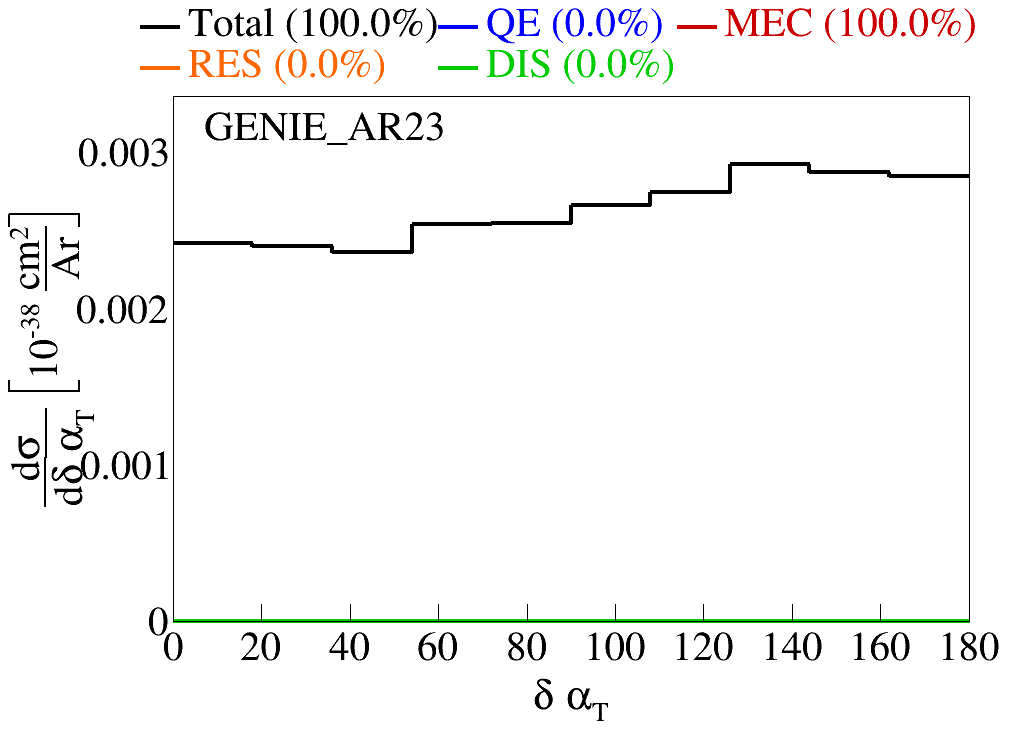 Total (100.0%) QE (0.0%) MEC (100.0%)
RES (0.0%) DIS (0.0%)
GENIE_AR23
0.003
0.002
0.001
0
0 20 40 60 80 100 120 140 160 180
δ α_T
dσ/dδ α_T [10^-38 cm^2/Ar]